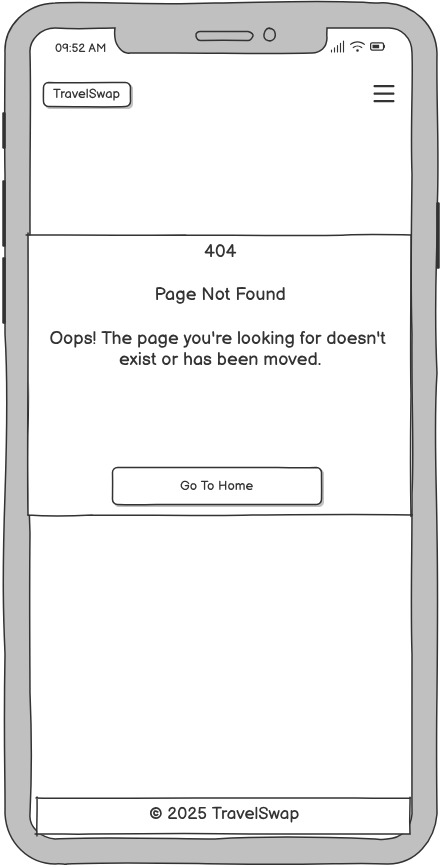 09:52 AM
TravelSwap
404
Page Not Found
Oops! The page you're looking for doesn't
exist or has been moved.
Go To Home
© 2025 TravelSwap